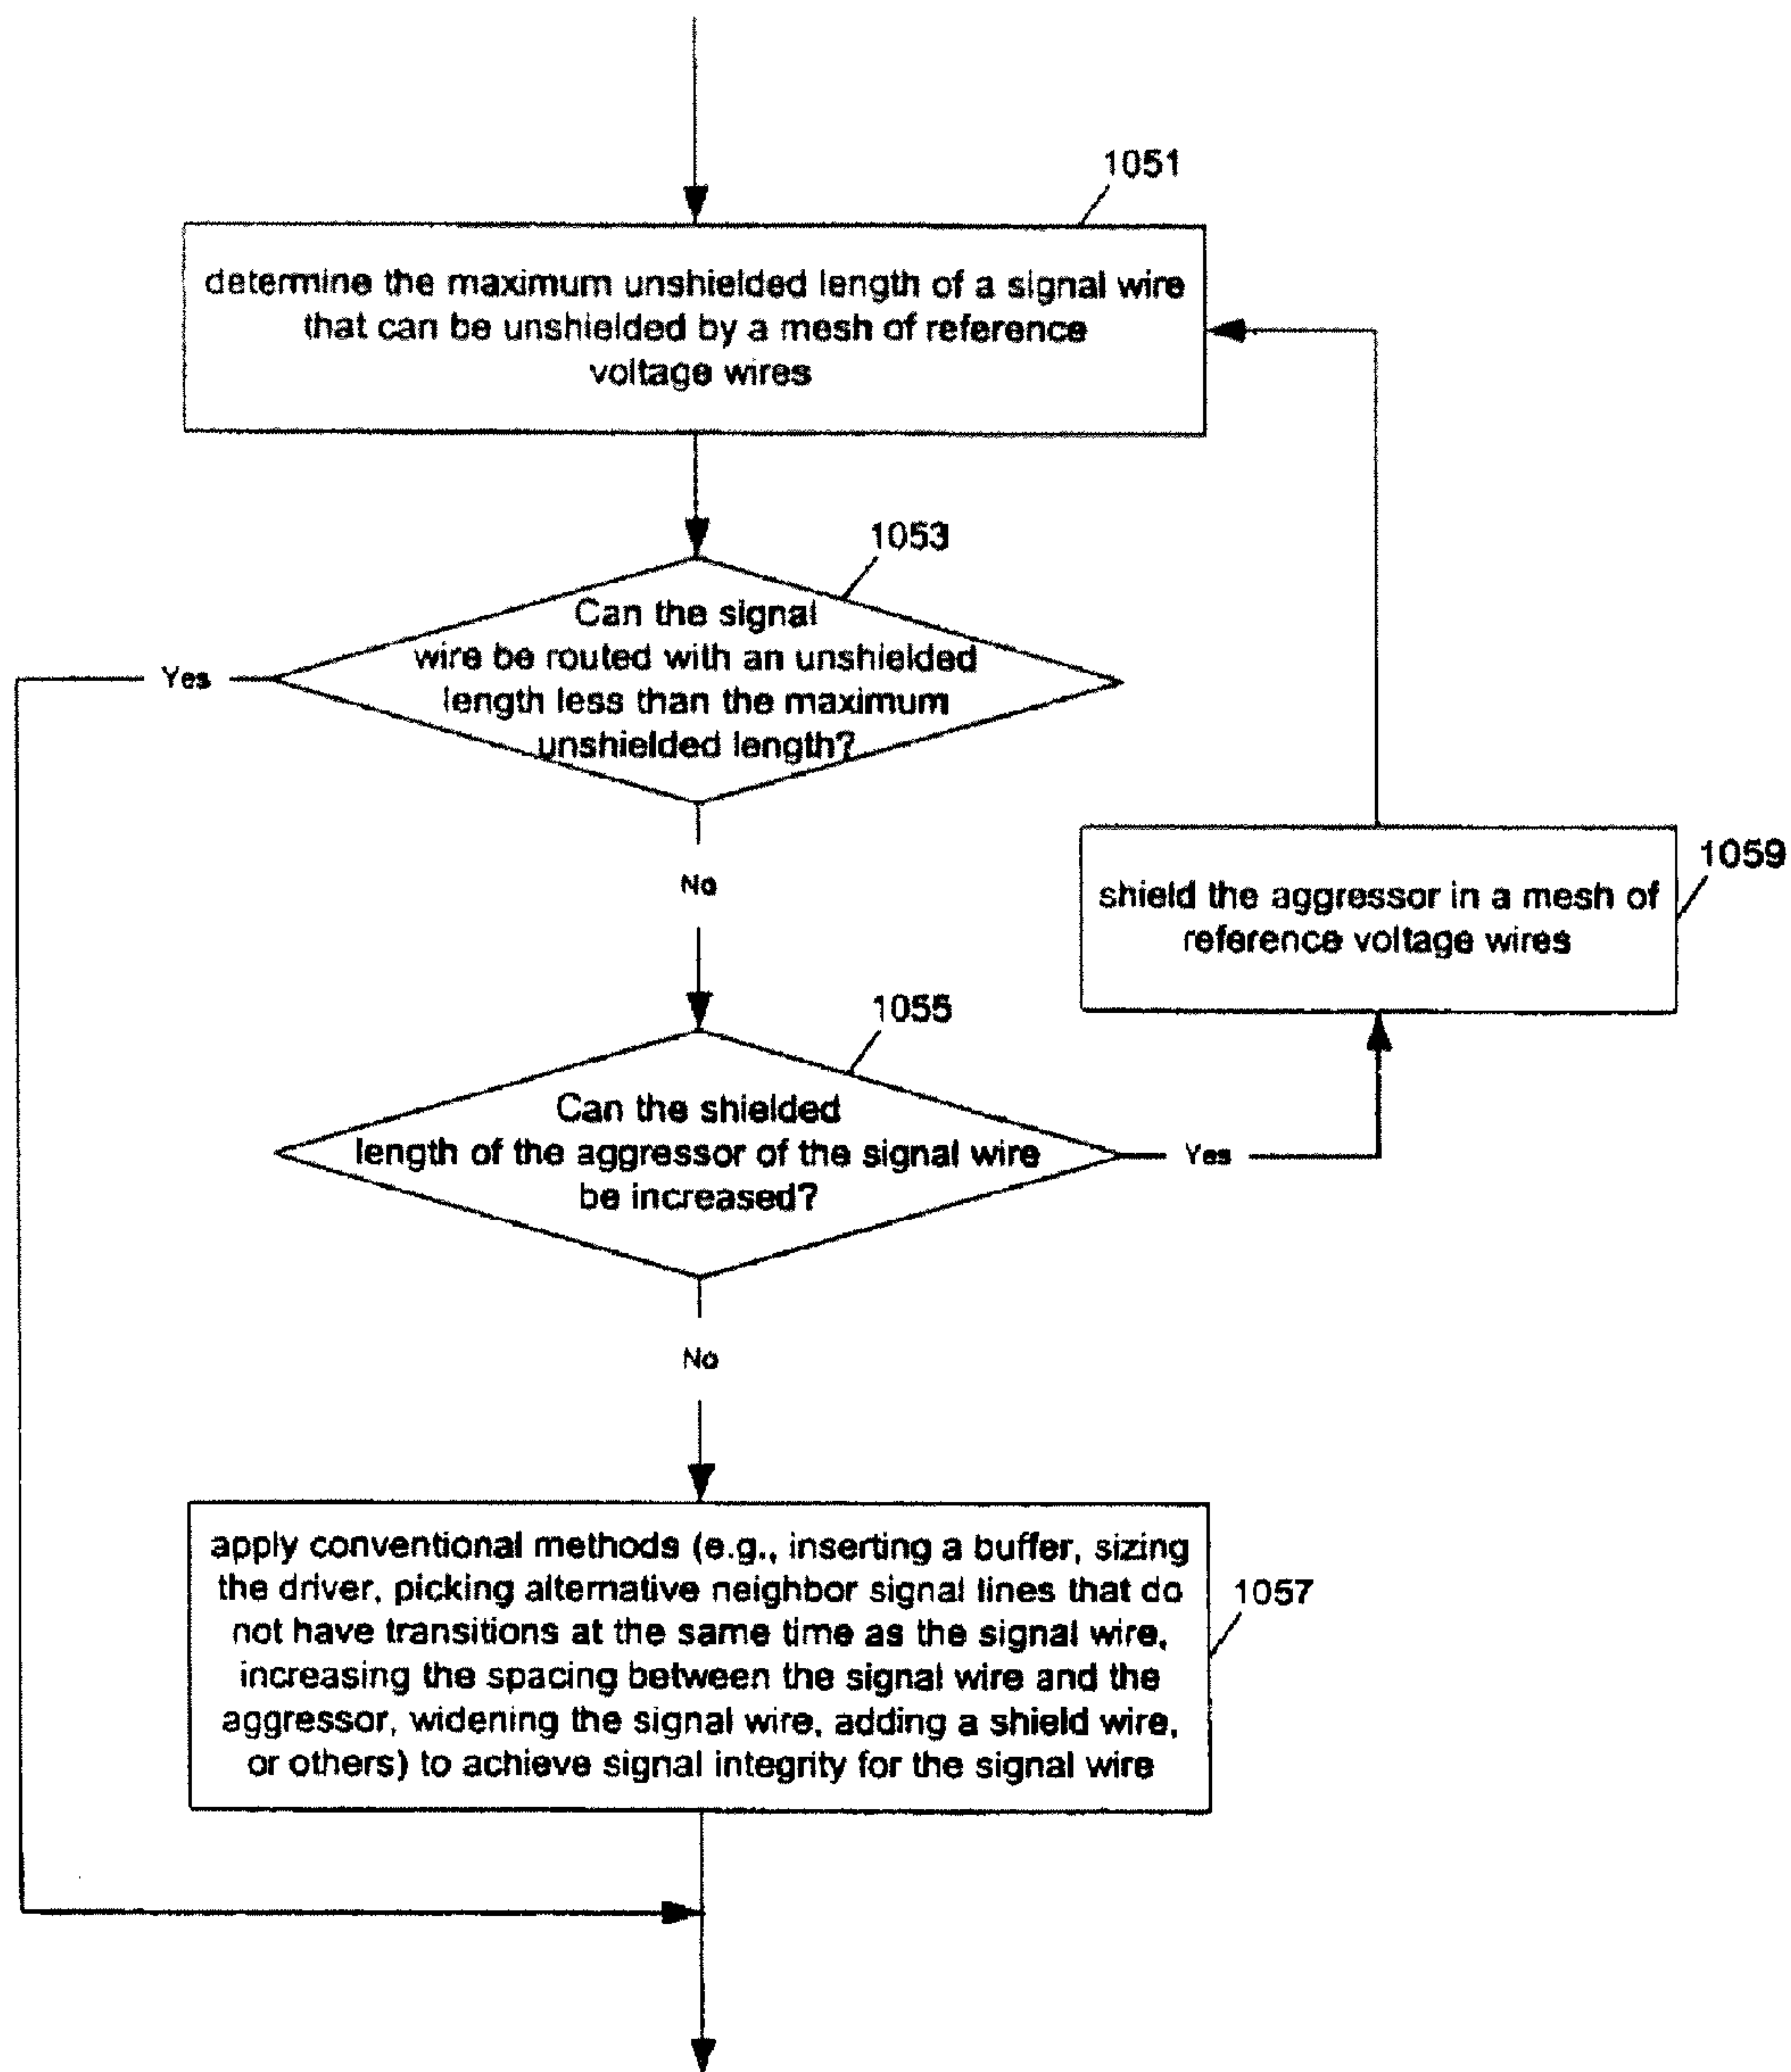 1051
determine the maximum unshielded length of a signal wire
that can be unshielded by a mesh of reference
voltage wires
1053
Can the signal
wire be routed with an unshielded
length less than the maximum
unshielded length?
Yes
No
1059
shield the aggressor in a mesh of
reference voltage wires
1055
Can the shielded
length of the aggressor of the signal wire
be increased?
Yes
No
apply conventional methods (e.g., inserting a buffer, sizing
the driver, picking alternative neighbor signal lines that do
not have transitions at the same time as the signal wire,
increasing the spacing between the signal wire and the
aggressor, widening the signal wire, adding a shield wire,
or others) to achieve signal integrity for the signal wire
1057